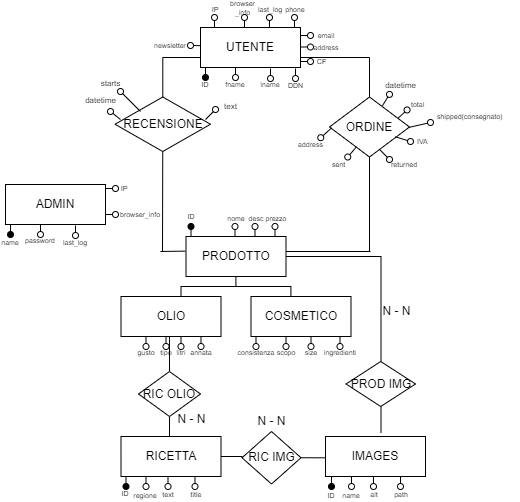 browser
IP _info last_log phone
newsletter UTENTE email
address
CF
ID fname lname DDN
starts
datetime text
RECENSIONE
datetime
total
shipped(consegnato)
ORDINE
IVA
address
sent returned
ADMIN IP
browser_info
name password last_log
ID nome desc prezzo
PRODOTTO
OLIO COSMETICO
N - N
gusto tipo litri annata consistenza scopo size ingredienti
RIC OLIO PROD IMG
N - N N - N
RICETTA RIC IMG IMAGES
ID regione text title ID name alt path